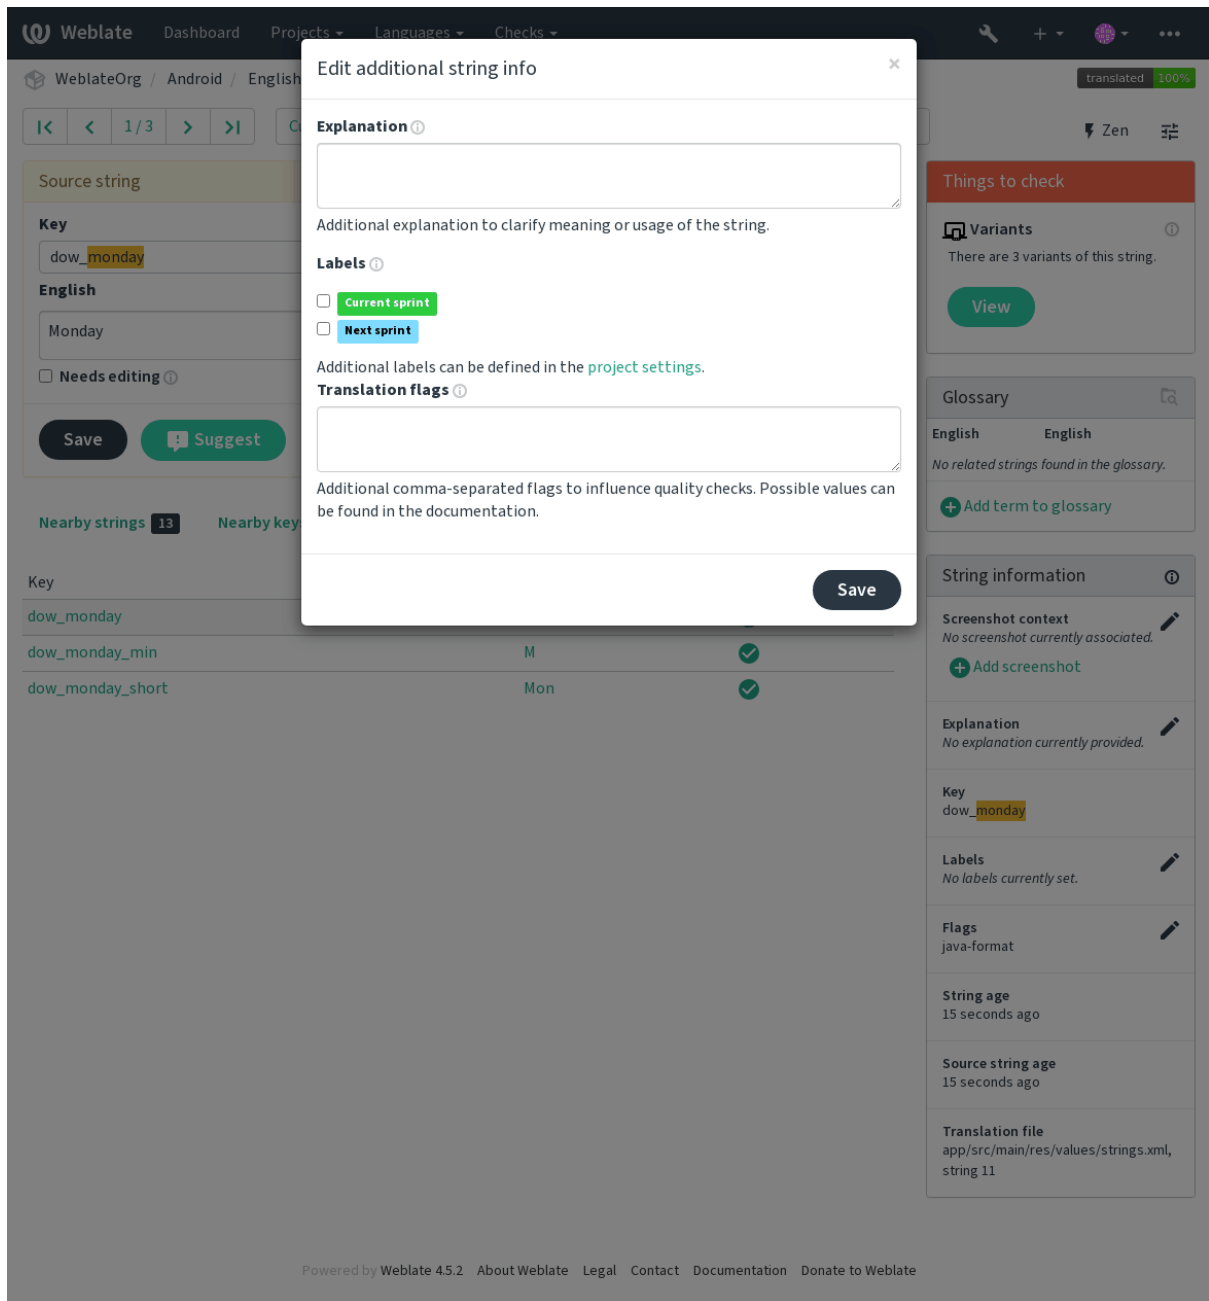 Weblate Dashboard Projects Languages Checks
WeblateOrg / Android / English
translated 100%
1 / 3
Zen
Edit additional string info
×
Explanation
Additional explanation to clarify meaning or usage of the string.
Labels
Current sprint
Next sprint
Additional labels can be defined in the project settings.
Translation flags
Additional comma-separated flags to influence quality checks. Possible values can
be found in the documentation.
Save
Source string
Key
dow_monday
English
Monday
Needs editing
Save Suggest
Nearby strings 13 Nearby keys
Key
dow_monday
dow_monday_min M
dow_monday_short Mon
Things to check
Variants
There are 3 variants of this string.
View
Glossary
English English
No related strings found in the glossary.
Add term to glossary
String information
Screenshot context
No screenshot currently associated.
Add screenshot
Explanation
No explanation currently provided.
Key
dow_monday
Labels
No labels currently set.
Flags
java-format
String age
15 seconds ago
Source string age
15 seconds ago
Translation file
app/src/main/res/values/strings.xml,
string 11
Powered by Weblate 4.5.2 About Weblate Legal Contact Documentation Donate to Weblate